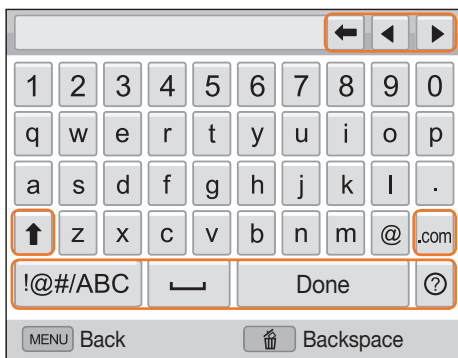 1 2 3 4 5 6 7 8 9 0
q w e r t y u i o p
a s d f g h j k l .
z x c v b n m @ .com
!@#/ABC Done ?
MENU Back Backspace